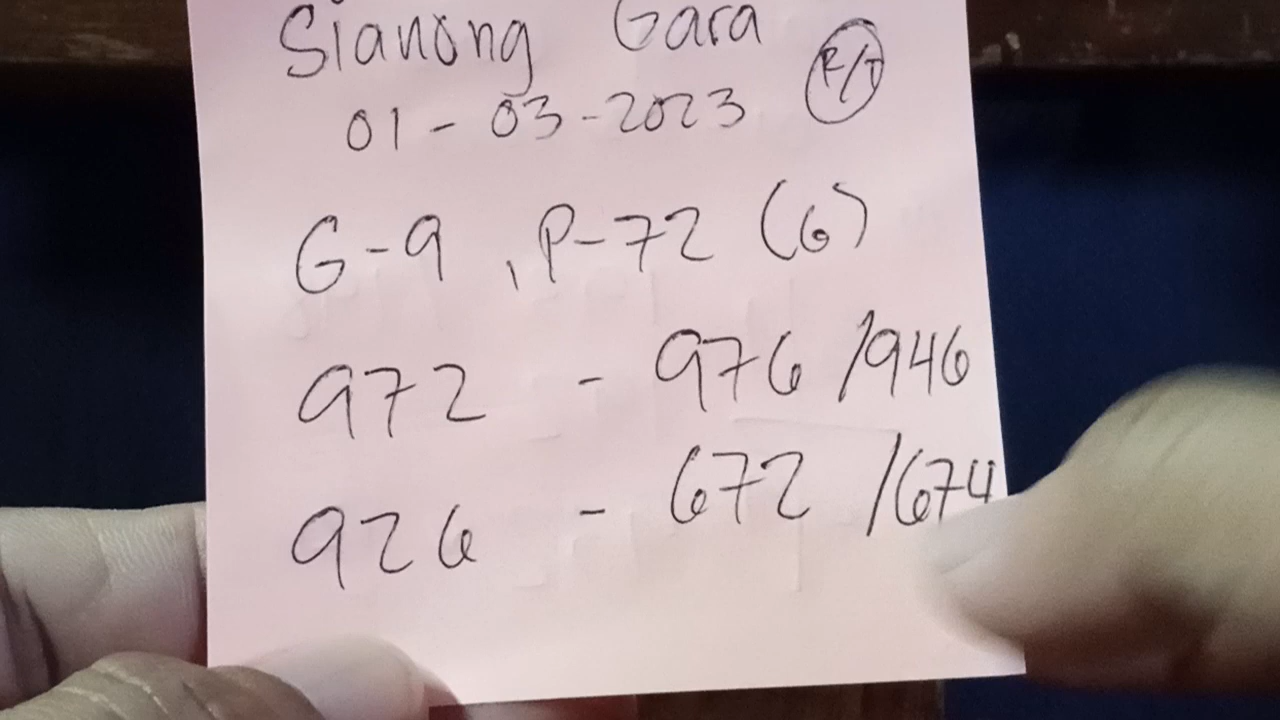 Sianong Gara
01-03-2023 R/T
G-9, P-72 (6)
972 - 976 /946
926 - 672 /674